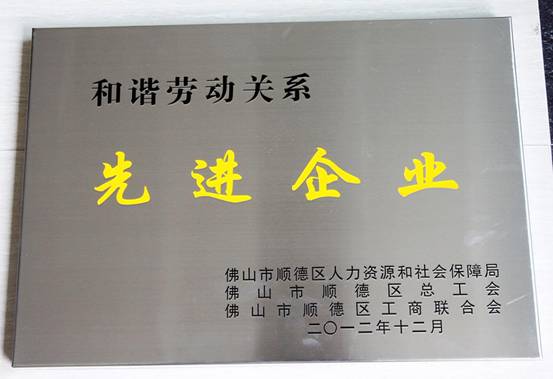 和谐劳动关系
先进企业
佛山市顺德区人力资源和社会保障局
佛山市顺德区总工会
佛山市顺德区工商联合会
二〇一二年十二月